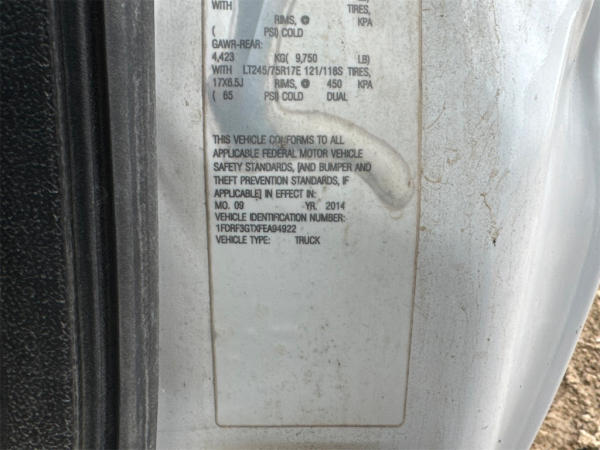 WITH TIRES,
RIMS, @ KPA
( PSI) COLD
GAWR-REAR:
4,423 KG( 9,750 LB)
WITH LT245/75R17E 121/118S TIRES,
17X6.5J RIMS, @ 450 KPA
( 65 PSI) COLD DUAL
THIS VEHICLE CONFORMS TO ALL
APPLICABLE FEDERAL MOTOR VEHICLE
SAFETY STANDARDS, [AND BUMPER AND
THEFT PREVENTION STANDARDS, IF
APPLICABLE] IN EFFECT IN:
MO. 09 YR. 2014
VEHICLE IDENTIFICATION NUMBER:
1FDRF3GTXFEA94922
VEHICLE TYPE: TRUCK